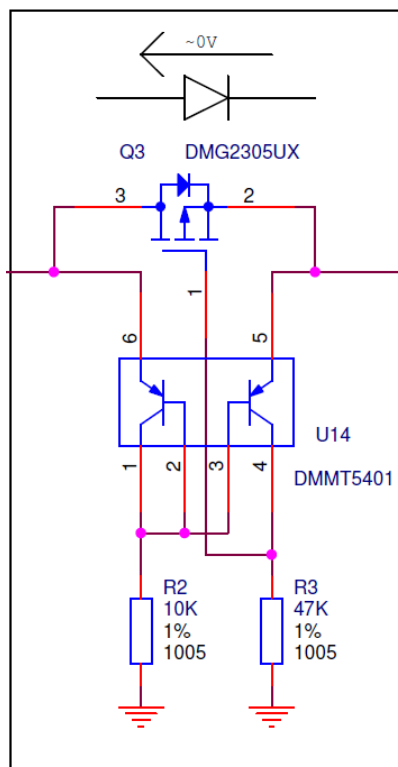 ~0V
Q3 DMG2305UX
3 2
1
6 5
U14
1 2 3 4
DMMT5401
R2 R3
10K 47K
1% 1%
1005 1005